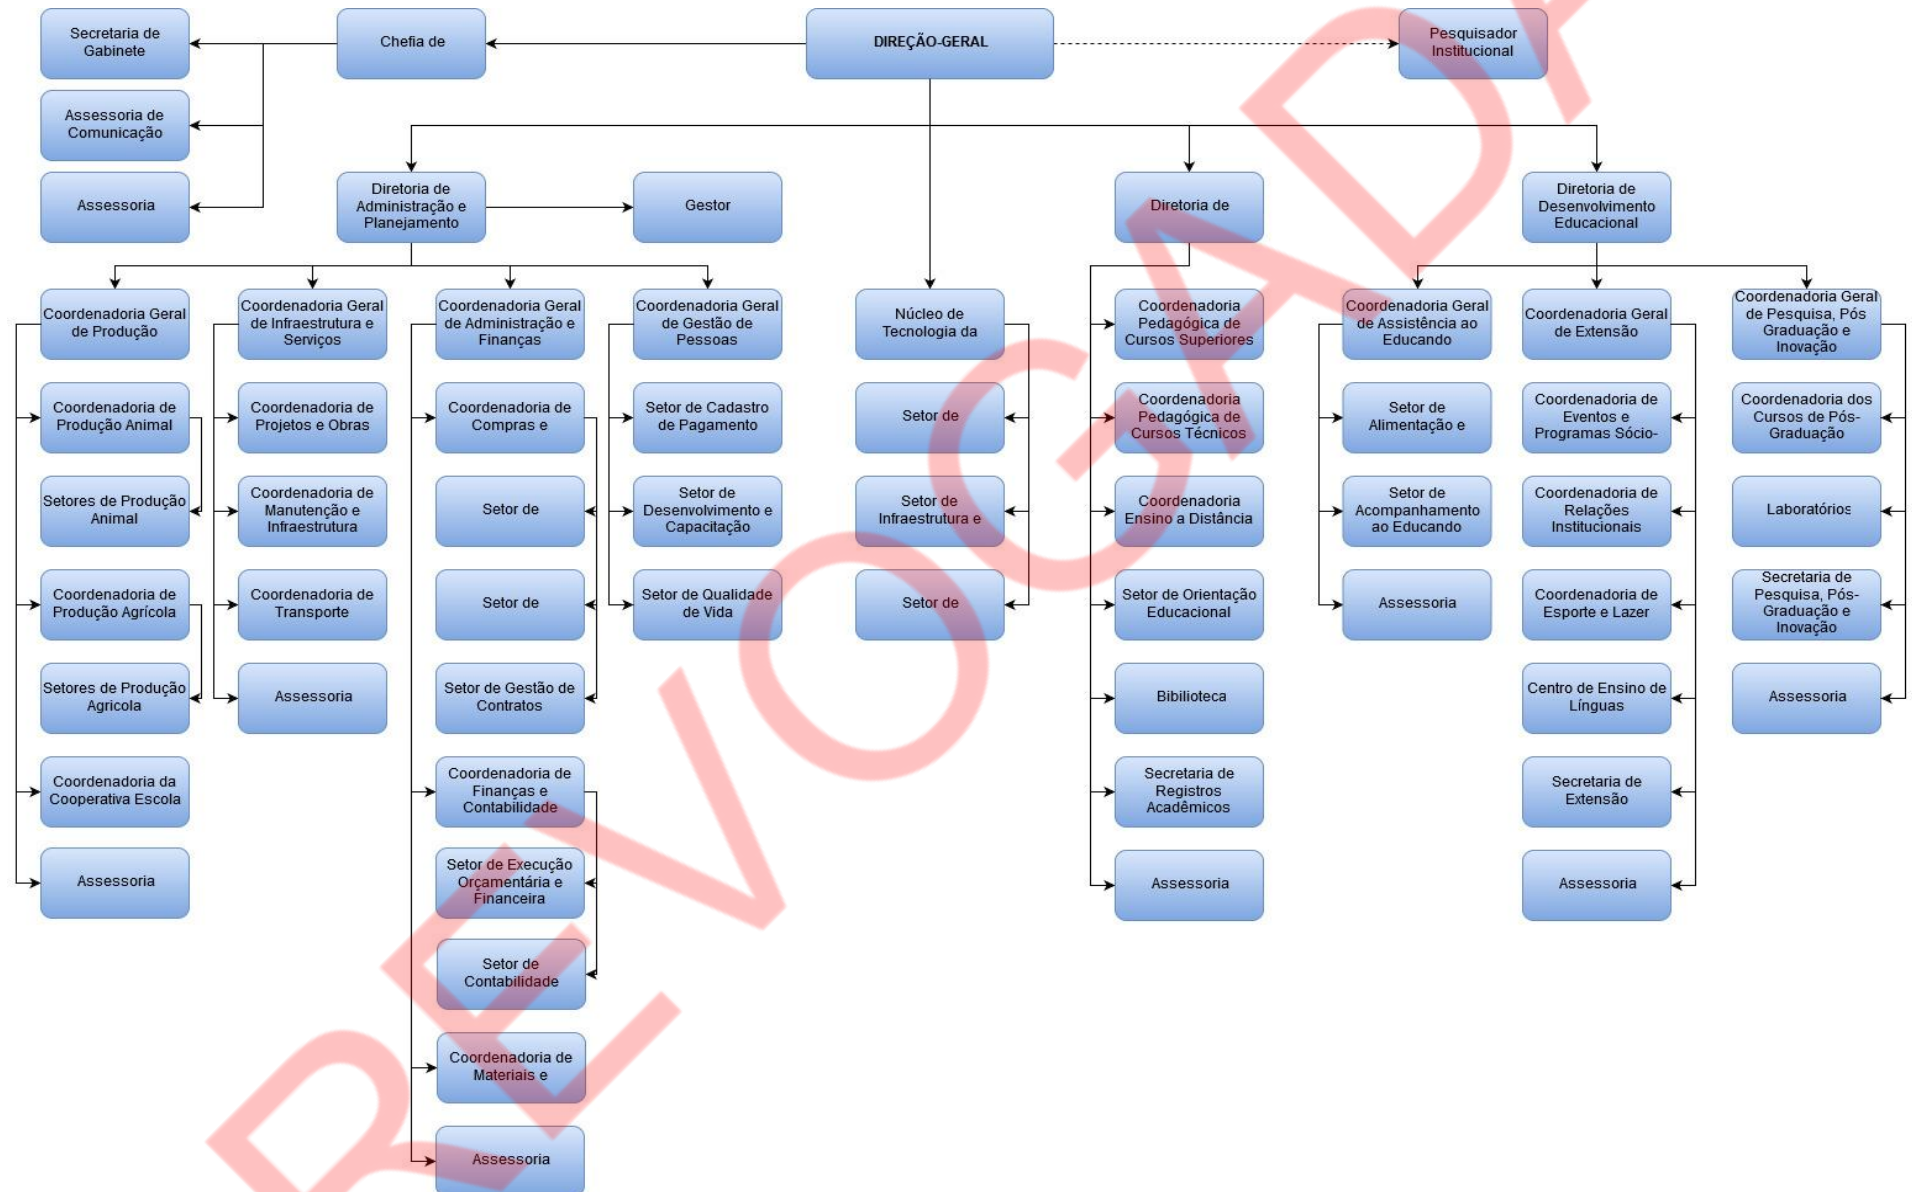 Secretaria de
Gabinete
Chefia de
DIREÇÃO-GERAL
Pesquisador
Institucional
Assessoria de
Comunicação
Assessoria
Diretoria de
Administração e
Planejamento
Gestor
Diretoria de
Diretoria de
Desenvolvimento
Educacional
Coordenadoria Geral
de Produção
Coordenadoria Geral
de Infraestrutura e
Serviços
Coordenadoria Geral
de Administração e
Finanças
Coordenadoria Geral
de Gestão de
Pessoas
Núcleo de
Tecnologia da
Coordenadoria
Pedagógica de
Cursos Superiores
Coordenadoria Geral
de Assistência ao
Educando
Coordenadoria Geral
de Extensão
Coordenadoria Geral
de Pesquisa, Pós
Graduação e
Inovação
Coordenadoria de
Produção Animal
Coordenadoria de
Projetos e Obras
Coordenadoria de
Compras e
Setor de Cadastro
de Pagamento
Setor de
Coordenadoria
Pedagógica de
Cursos Técnicos
Setor de
Alimentação e
Coordenadoria de
Eventos e
Programas Sócio-
Coordenadoria dos
Cursos de Pós-
Graduação
Setores de Produção
Animal
Coordenadoria de
Manutenção e
Infraestrutura
Setor de
Setor de
Desenvolvimento e
Capacitação
Setor de
Infraestrutura e
Coordenadoria
Ensino a Distância
Setor de
Acompanhamento
ao Educando
Coordenadoria de
Relações
Institucionais
Laboratórios
Coordenadoria de
Produção Agrícola
Coordenadoria de
Transporte
Setor de
Setor de Qualidade
de Vida
Setor de
Setor de Orientação
Educacional
Assessoria
Coordenadoria de
Esporte e Lazer
Secretaria de
Pesquisa, Pós-
Graduação e
Inovação
Setores de Produção
Agricola
Assessoria
Setor de Gestão de
Contratos
Bibilioteca
Centro de Ensino de
Línguas
Assessoria
Coordenadoria da
Cooperativa Escola
Coordenadoria de
Finanças e
Contabilidade
Secretaria de
Registros
Acadêmicos
Secretaria de
Extensão
Assessoria
Setor de Execução
Orçamentária e
Financeira
Assessoria
Assessoria
Setor de
Contabilidade
Coordenadoria de
Materiais e
Assessoria
REVOGADA